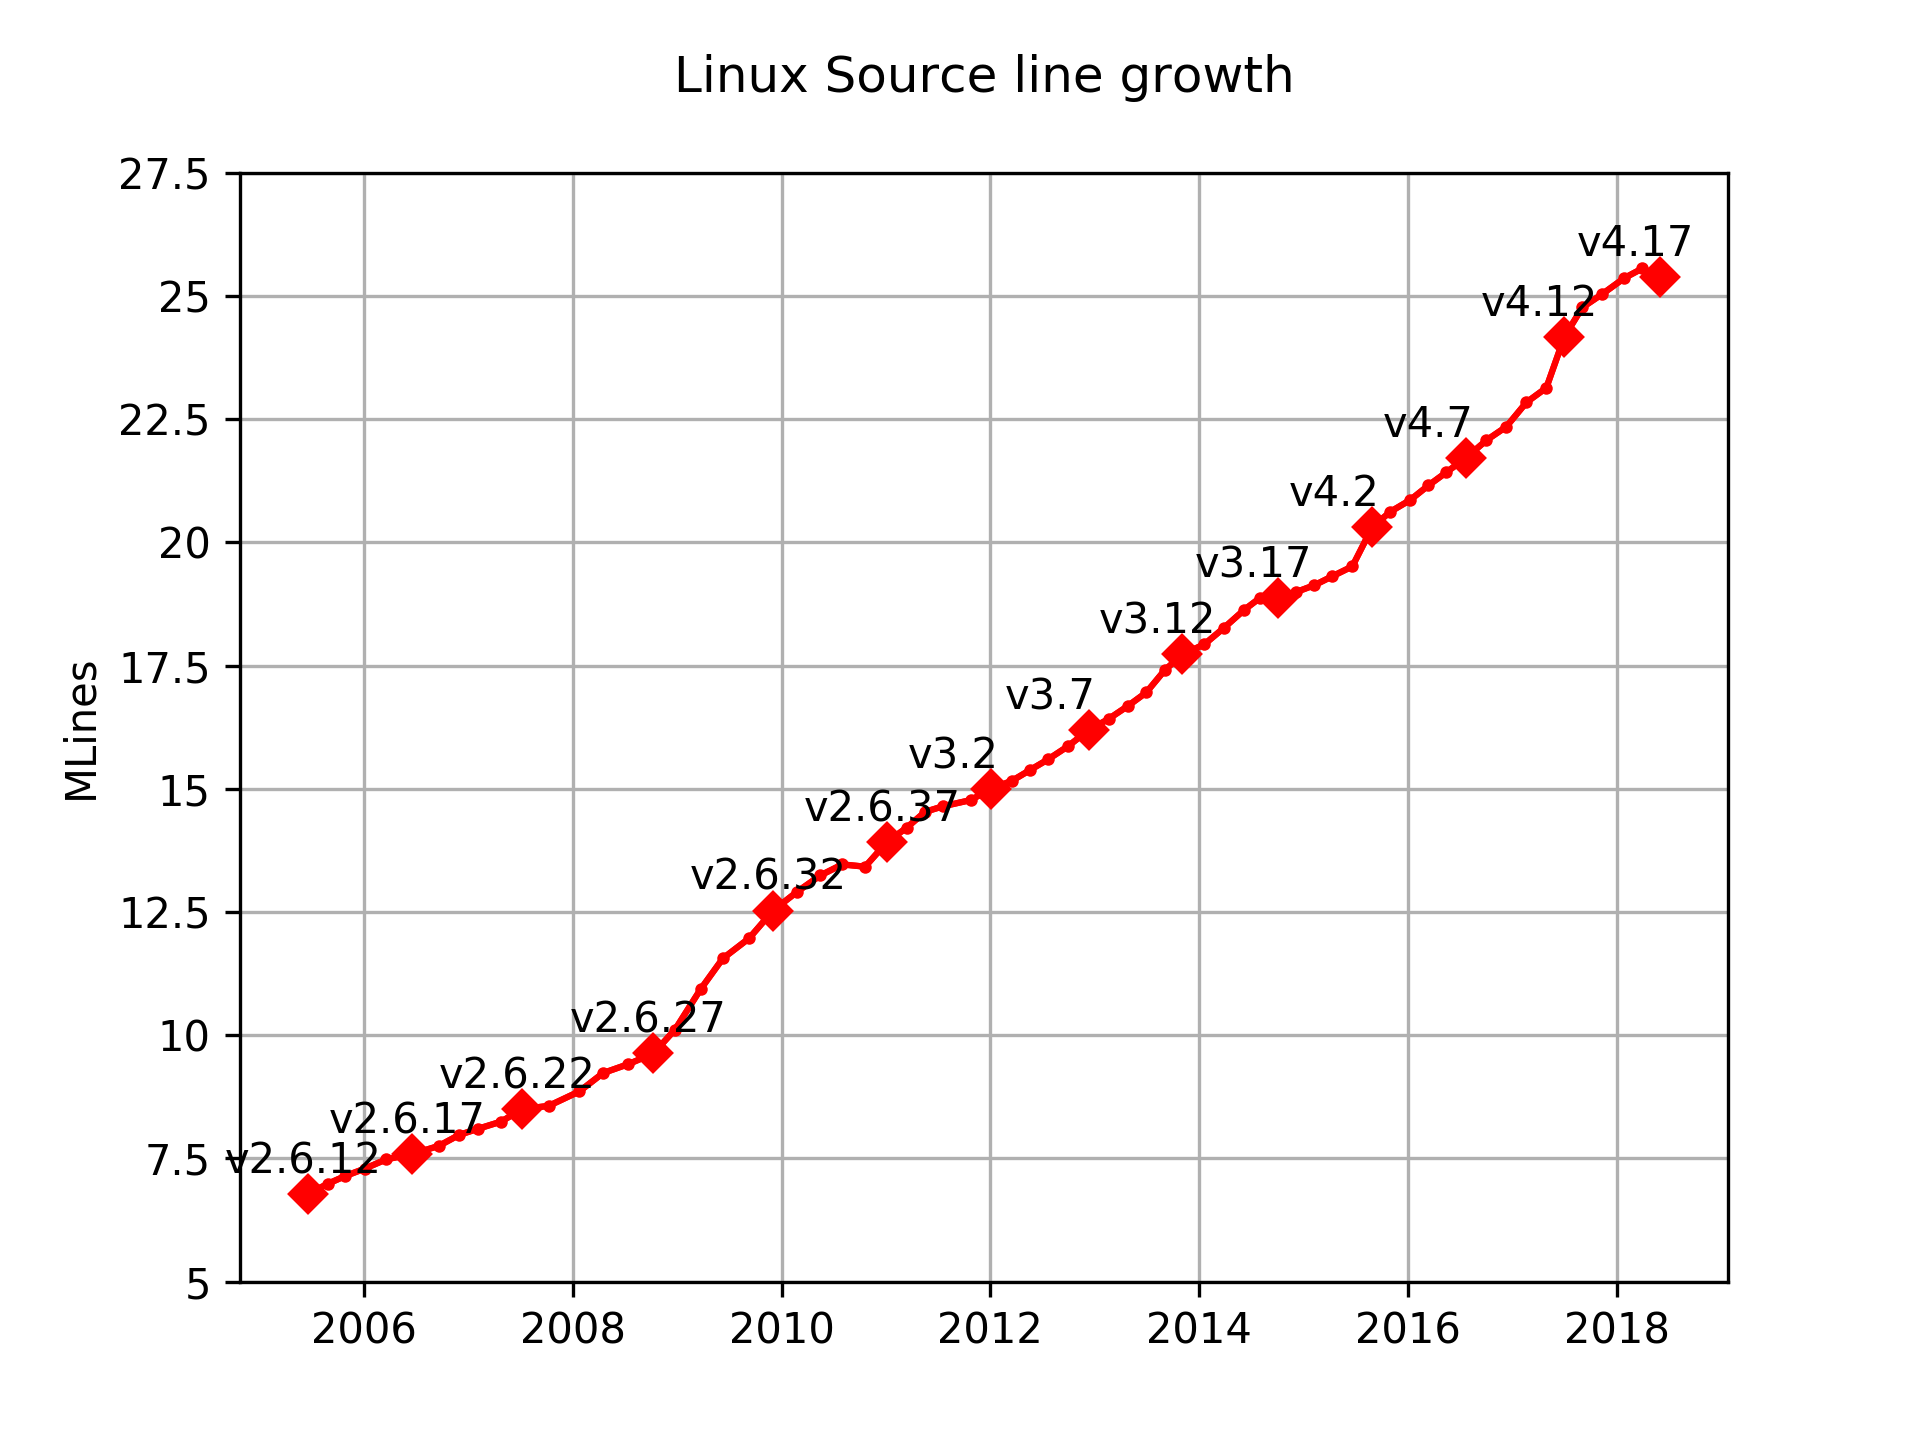 Linux Source line growth
27.5
v4.17
25
v4.12
22.5
v4.7
v4.2
20
v3.17
v3.12
17.5
v3.7
MLines
v3.2
15
v2.6.37
v2.6.32
12.5
v2.6.27
10
v2.6.22
v2.6.17
7.5
v2.6.12
5
2006 2008 2010 2012 2014 2016 2018